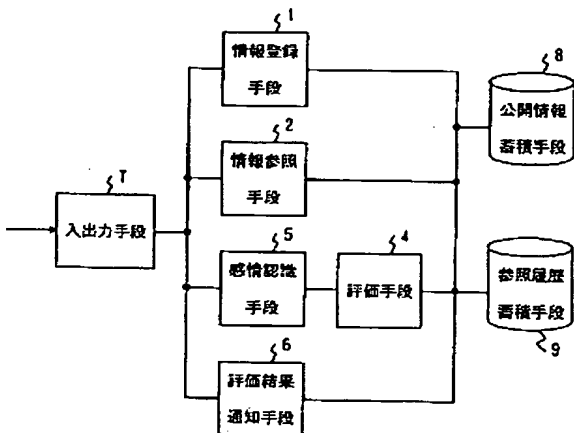 1
情報登録
手段
8
公開情報
蓄積手段
2
情報参照
手段
7
入出力手段
5
感情認識
手段
4
評価手段
参照履歴
蓄積手段
9
6
評価結果
通知手段